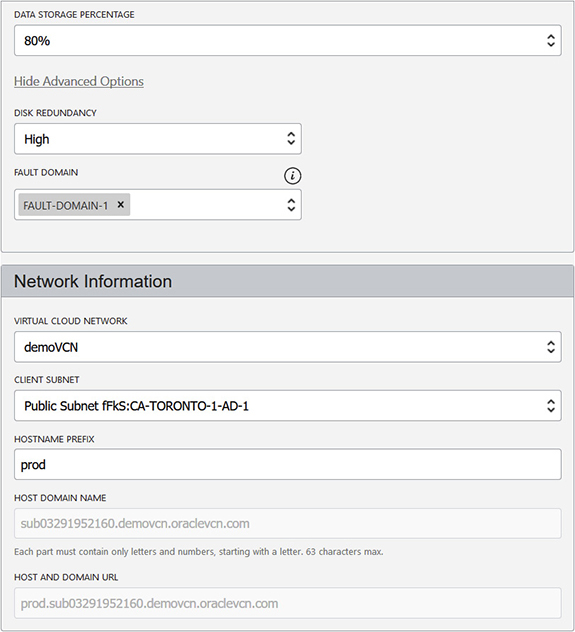 DATA STORAGE PERCENTAGE
80%
Hide Advanced Options
DISK REDUNDANCY
High
FAULT DOMAIN
i
FAULT-DOMAIN-1 ×
Network Information
VIRTUAL CLOUD NETWORK
demoVCN
CLIENT SUBNET
Public Subnet fFkS:CA-TORONTO-1-AD-1
HOSTNAME PREFIX
prod
HOST DOMAIN NAME
sub03291952160.demovcn.oraclevcn.com
Each part must contain only letters and numbers, starting with a letter. 63 characters max.
HOST AND DOMAIN URL
prod.sub03291952160.demovcn.oraclevcn.com